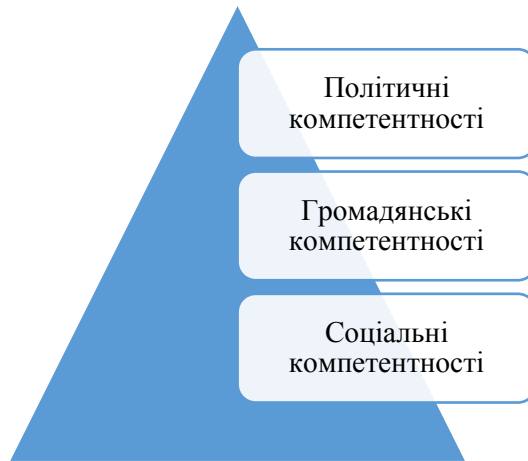 Політичні
компетентності
Громадянські
компетентності
Соціальні
компетентності